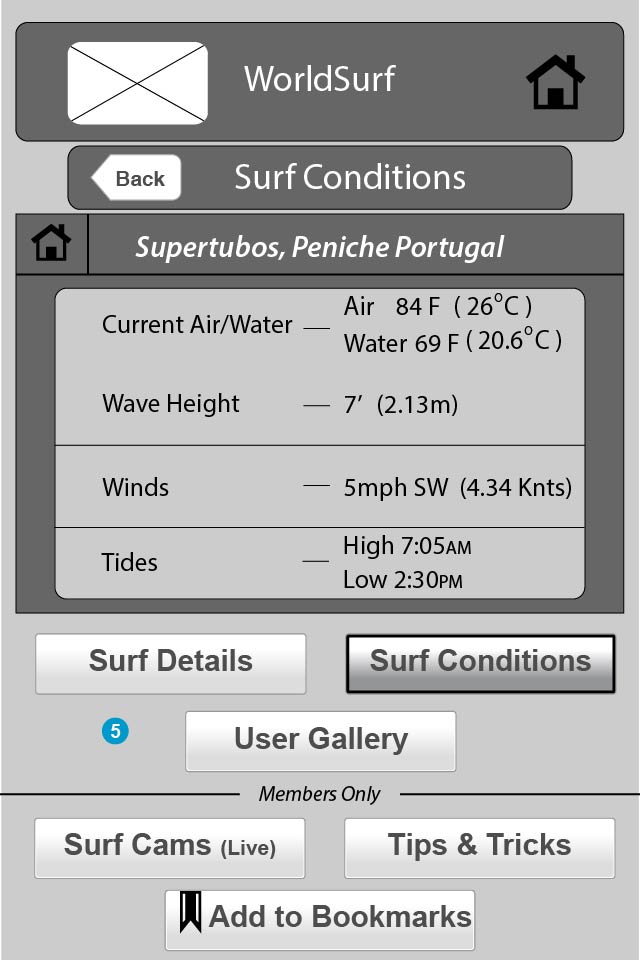 WorldSurf
Back Surf Conditions
Supertubos, Peniche Portugal
Current Air/Water — Air 84 F ( 26°C )
Water 69 F ( 20.6°C )
Wave Height — 7’ (2.13m)
Winds — 5mph SW (4.34 Knts)
Tides — High 7:05AM
Low 2:30PM
Surf Details Surf Conditions
5 User Gallery
Members Only
Surf Cams (Live) Tips & Tricks
Add to Bookmarks